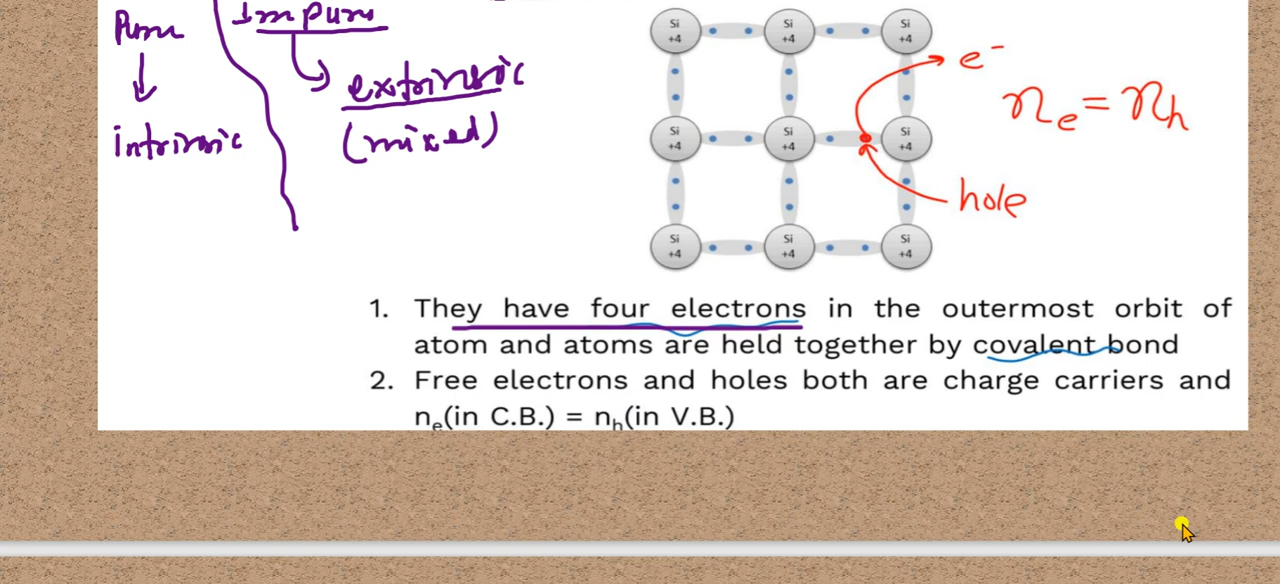 Pure
Impure
intrinsic
extrinsic
(mixed)
Si
+4
Si
+4
Si
+4
e⁻
nₑ = nₕ
Si
+4
Si
+4
Si
+4
hole
Si
+4
Si
+4
Si
+4
1. They have four electrons in the outermost orbit of
atom and atoms are held together by covalent bond
2. Free electrons and holes both are charge carriers and
nₑ(in C.B.) = nₕ(in V.B.)